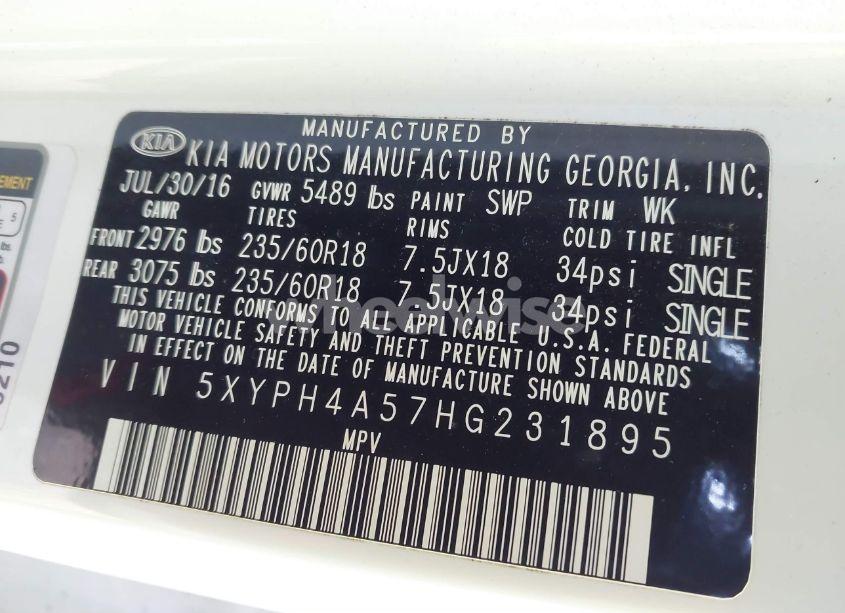 MANUFACTURED BY
KIA KIA MOTORS MANUFACTURING GEORGIA, INC.
JUL/30/16 GVWR 5489 lbs PAINT SWP TRIM WK
GAWR TIRES RIMS COLD TIRE INFL
FRONT 2976 lbs 235/60R18 7.5JX18 34psi SINGLE
REAR 3075 lbs 235/60R18 7.5JX18 34psi SINGLE
THIS VEHICLE CONFORMS TO ALL APPLICABLE U.S.A. FEDERAL
MOTOR VEHICLE SAFETY AND THEFT PREVENTION STANDARDS
IN EFFECT ON THE DATE OF MANUFACTURE SHOWN ABOVE
VIN 5XYPH4A57HG231895
MPV
wheelwise